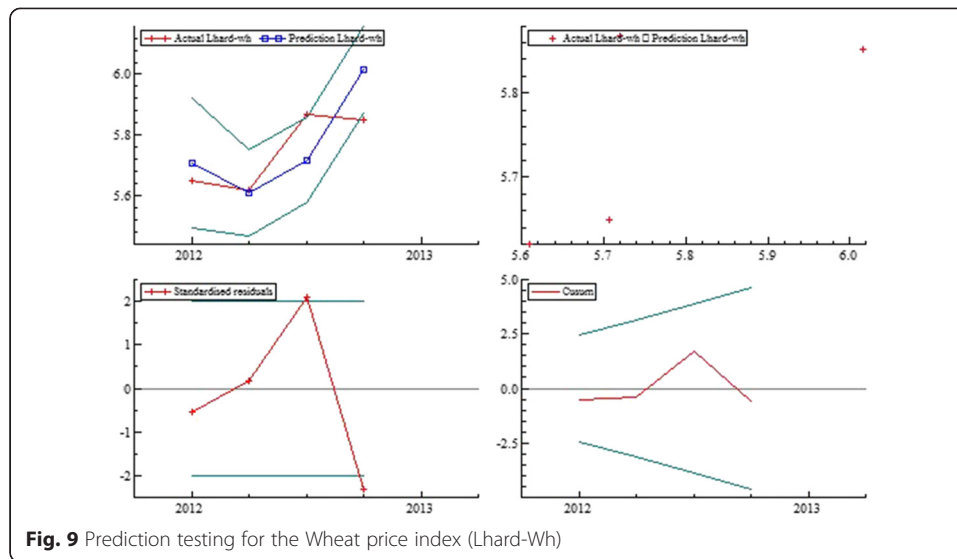 Actual Lhard-wh Prediction Lhard-wh
6.0
5.8
5.6
2012 2013
Actual Lhard-wh Prediction Lhard-wh
5.8
5.7
5.6 5.7 5.8 5.9 6.0
Standardised residuals
2
1
0
-1
-2
2012 2013
Cusum
5.0
2.5
0.0
-2.5
2012 2013
Fig. 9 Prediction testing for the Wheat price index (Lhard-Wh)